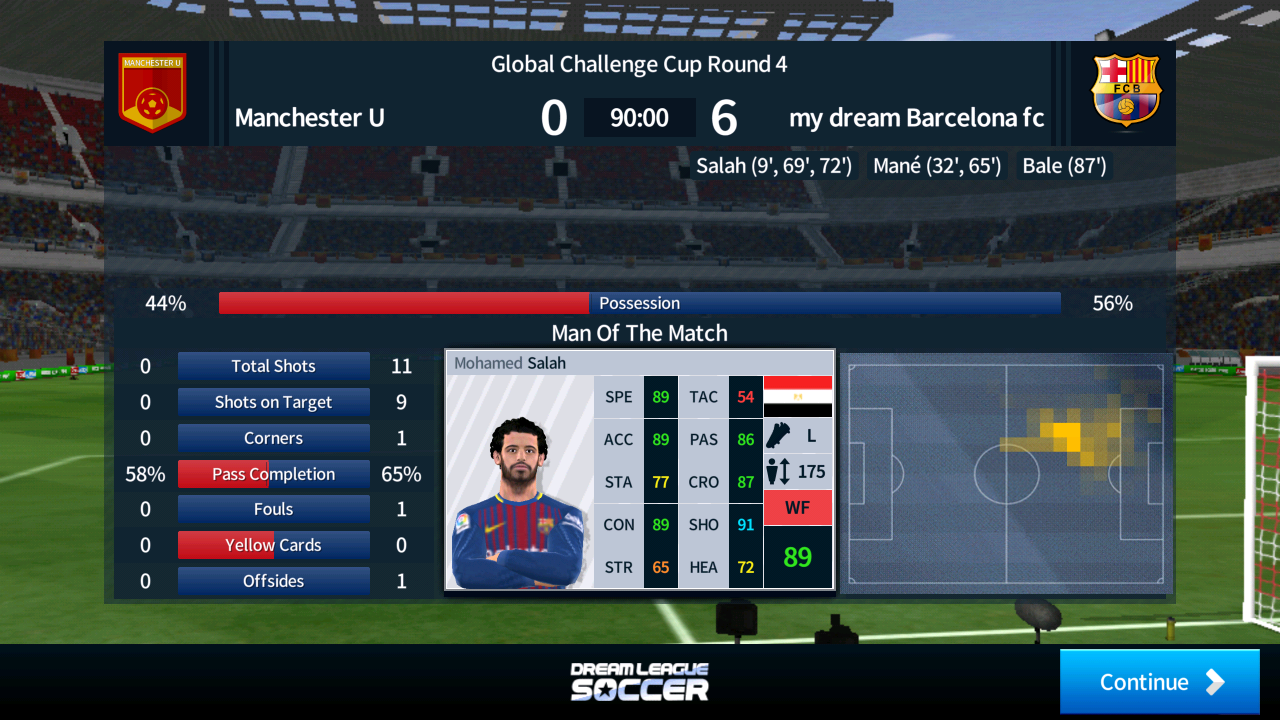 MANCHESTER U
Global Challenge Cup Round 4
Manchester U 0 90:00 6 my dream Barcelona fc
FCB
Salah (9', 69', 72') Mané (32', 65') Bale (87')
44% Possession 56%
Man Of The Match
0 Total Shots 11
0 Shots on Target 9
0 Corners 1
58% Pass Completion 65%
0 Fouls 1
0 Yellow Cards 0
0 Offsides 1
Mohamed Salah
SPE 89 TAC 54
ACC 89 PAS 86 L
STA 77 CRO 87 175
CON 89 SHO 91 WF
STR 65 HEA 72 89
DREAM LEAGUE
SOCCER
Continue